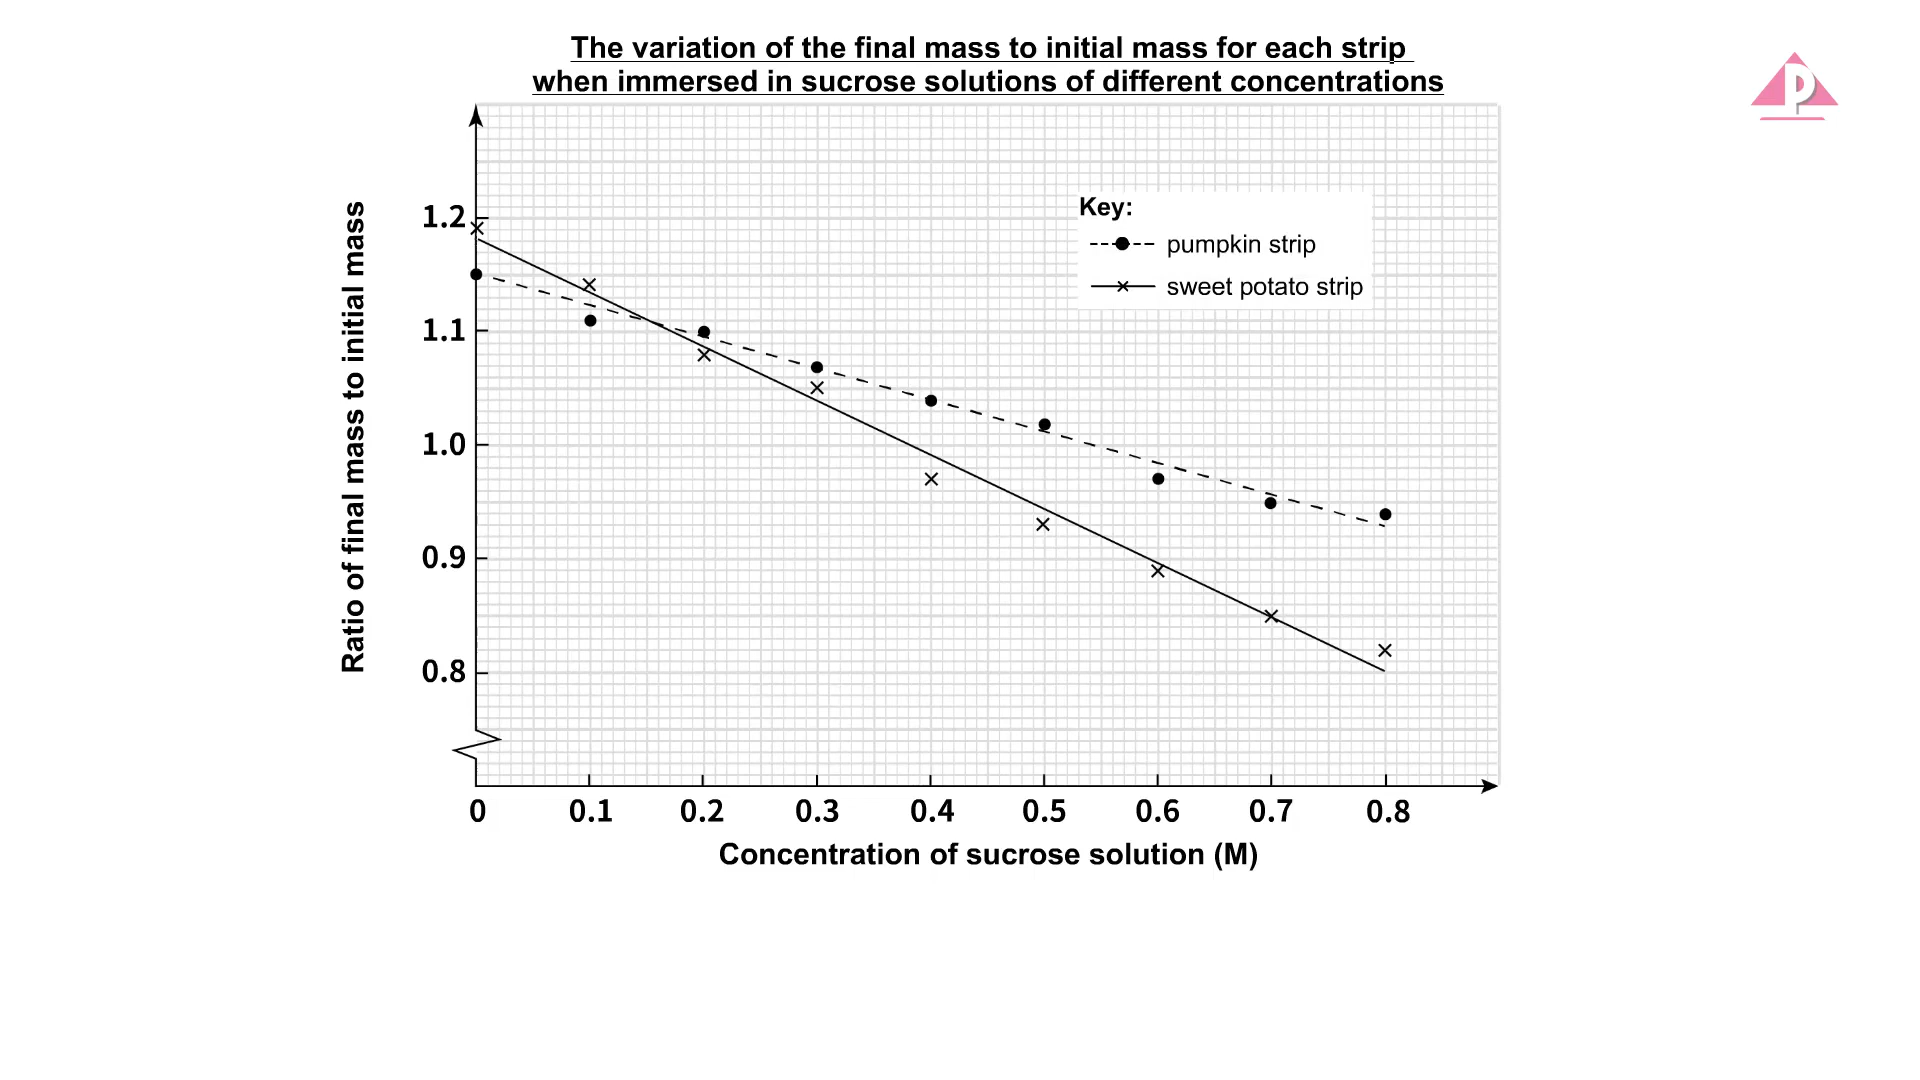 The variation of the final mass to initial mass for each strip
when immersed in sucrose solutions of different concentrations
P
Ratio of final mass to initial mass
1.2
1.1
1.0
0.9
0.8
Key:
pumpkin strip
sweet potato strip
0 0.1 0.2 0.3 0.4 0.5 0.6 0.7 0.8
Concentration of sucrose solution (M)